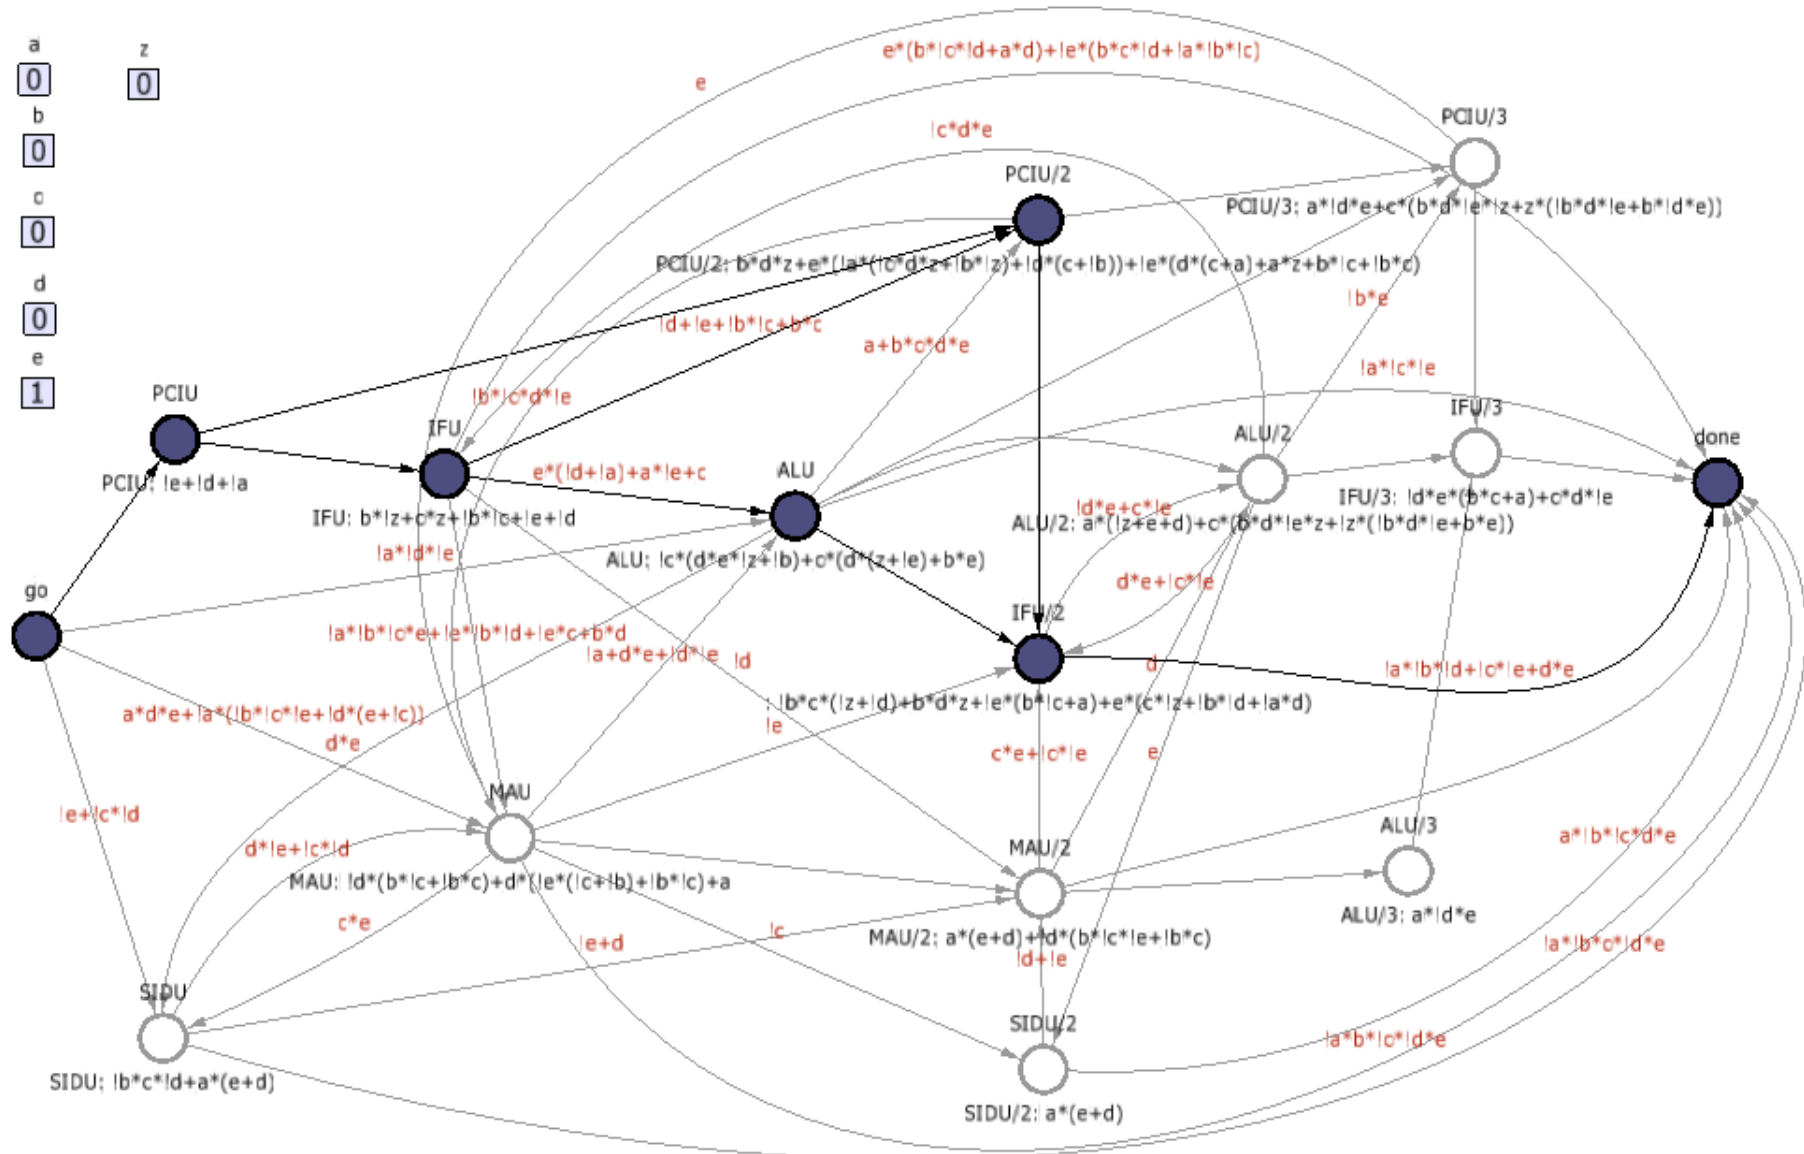 a
0
z
0
b
0
c
0
d
0
e
1
e*(b*!c*!d+a*d)+!e*(b*c*!d+!a*!b*!c)
e
!c*d*e
PCIU/3
PCIU/3: a*!d*e+c*(b*d*!e*!z+z*(!b*d*!e+b*!d*e))
PCIU/2
PCIU/2: b*d*z+e*(!a*(!c*d*z+!b*!z)+!d*(c+!b))+!e*(d*(c+a)+a*z+b*!c+!b*c)
!b*e
!d+!e+!b*!c+b*c
a+b*c*d*e
!a*!c*!e
PCIU
PCIU: !e+!d+!a
!b*!c*d*!e
IFU
IFU: b*!z+c*z+!b*!c+!e+!d
e*(!d+!a)+a*!e+c
ALU
ALU: !c*(d*e*!z+!b)+c*(d*(z+!e)+b*e)
ALU/2
ALU/2: a*(!z+e+d)+c*(b*d*!e*z+!z*(!b*d*!e+b*e))
IFU/3
IFU/3: !d*e*(b*c+a)+c*d*!e
done
!d*e+c*!e
!a*!d*!e
d*e+!c*!e
go
IFU/2
: !b*c*(!z+!d)+b*d*z+!e*(b*!c+a)+e*(c*!z+!b*!d+!a*d)
!a*!b*!c*e+!e*!b*!d+!e*c+b*d
!a+d*e+!d*!e
!d
d
!a*!b*!d+!c*!e+d*e
a*d*e+!a*(!b*!c*!e+!d*(e+!c))
d*e
!e
c*e+!c*!e
e
!e+!c*!d
MAU
MAU: !d*(b*!c+!b*c)+d*(!e*(!c+!b)+!b*!c)+a
d*!e+!c*!d
c*e
!e+d
!c
MAU/2
MAU/2: a*(e+d)+!d*(b*!c*!e+!b*c)
!d+!e
ALU/3
ALU/3: a*!d*e
a*!b*!c*d*e
!a*!b*c*!d*e
SIDU
SIDU: !b*c*!d+a*(e+d)
SIDU/2
SIDU/2: a*(e+d)
!a*b*!c*!d*e